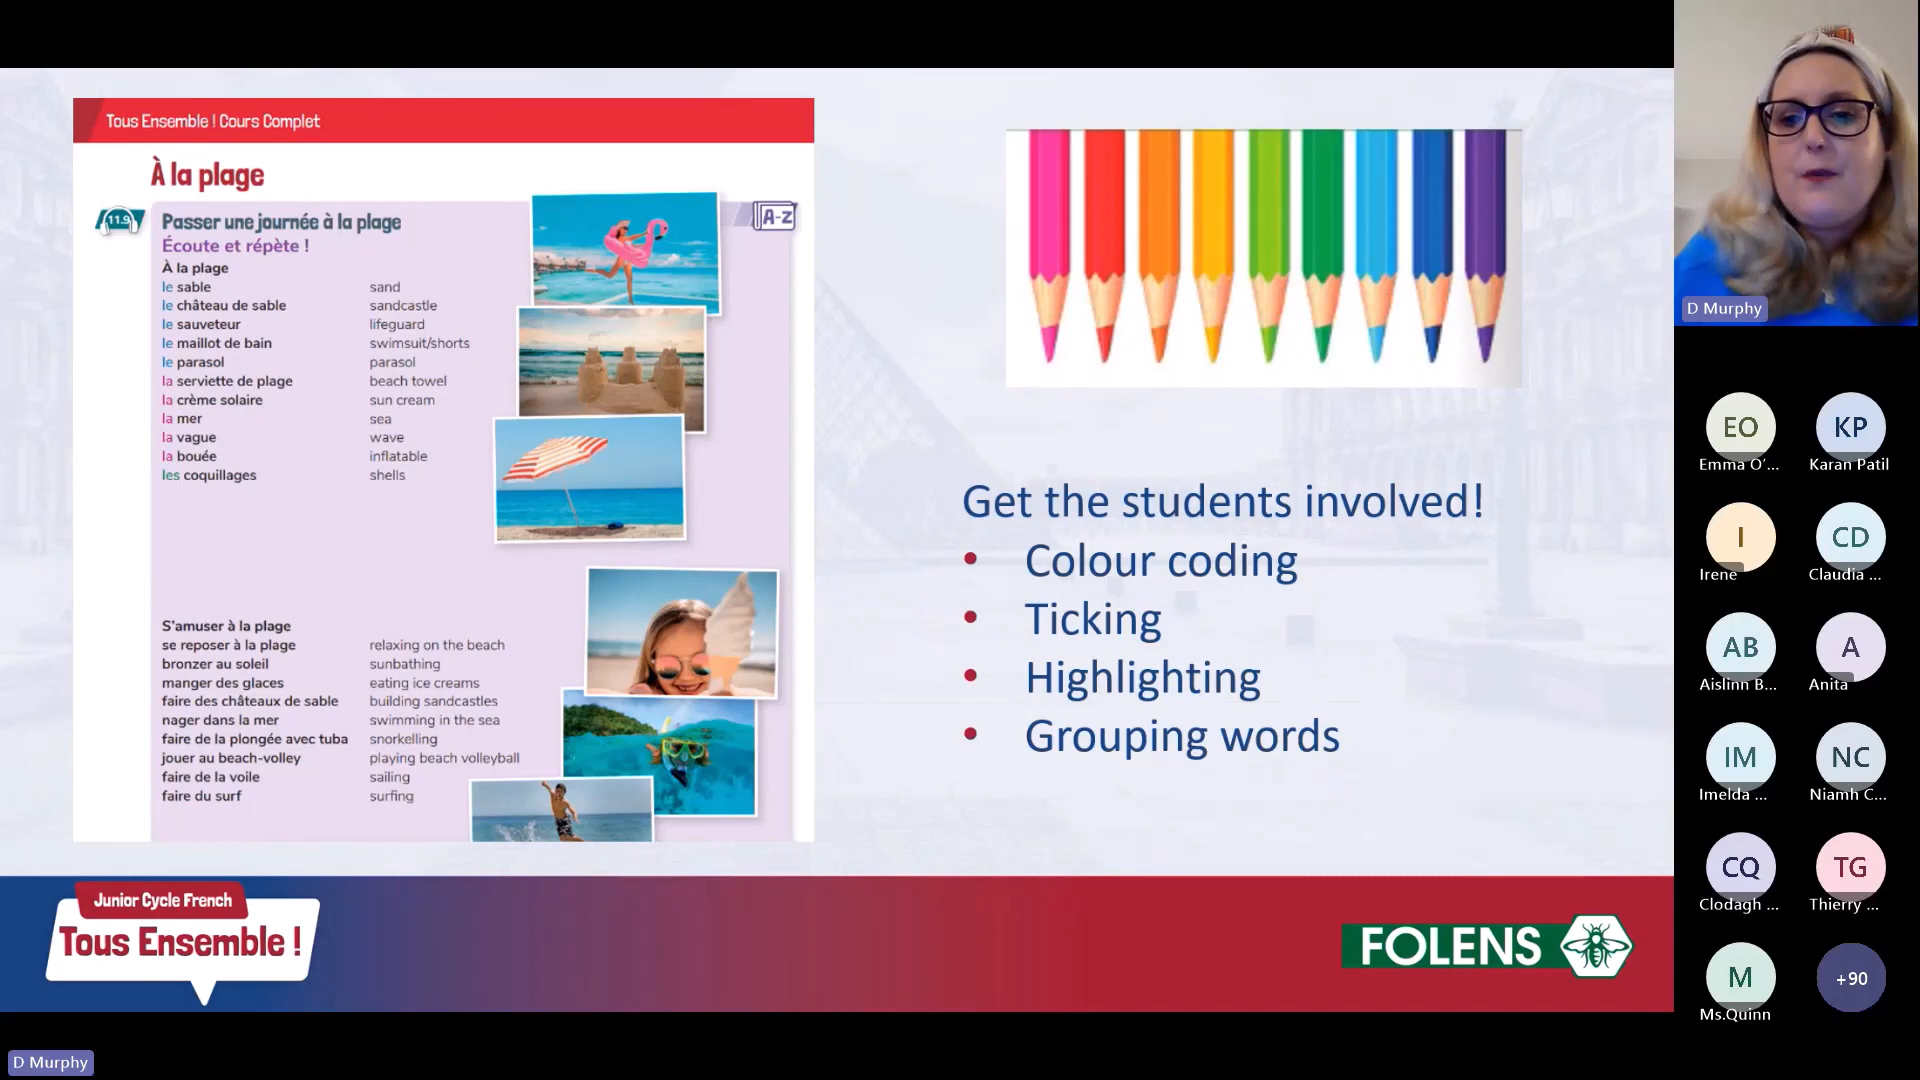 Tous Ensemble ! Cours Complet
À la plage
11.9
A-Z
Passer une journée à la plage
Écoute et répète !
À la plage
le sable sand
le château de sable sandcastle
le sauveteur lifeguard
le maillot de bain swimsuit/shorts
le parasol parasol
la serviette de plage beach towel
la crème solaire sun cream
la mer sea
la vague wave
la bouée inflatable
les coquillages shells
S'amuser à la plage
se reposer à la plage relaxing on the beach
bronzer au soleil sunbathing
manger des glaces eating ice creams
faire des châteaux de sable building sandcastles
nager dans la mer swimming in the sea
faire de la plongée avec tuba snorkelling
jouer au beach-volley playing beach volleyball
faire de la voile sailing
faire du surf surfing
Get the students involved!
• Colour coding
• Ticking
• Highlighting
• Grouping words
Junior Cycle French
Tous Ensemble !
FOLENS
D Murphy
D Murphy
EO KP
Emma O'... Karan Patil
I CD
Irene Claudia ...
AB A
Aislinn B... Anita
IM NC
Imelda ... Niamh C...
CQ TG
Clodagh ... Thierry ...
M +90
Ms.Quinn